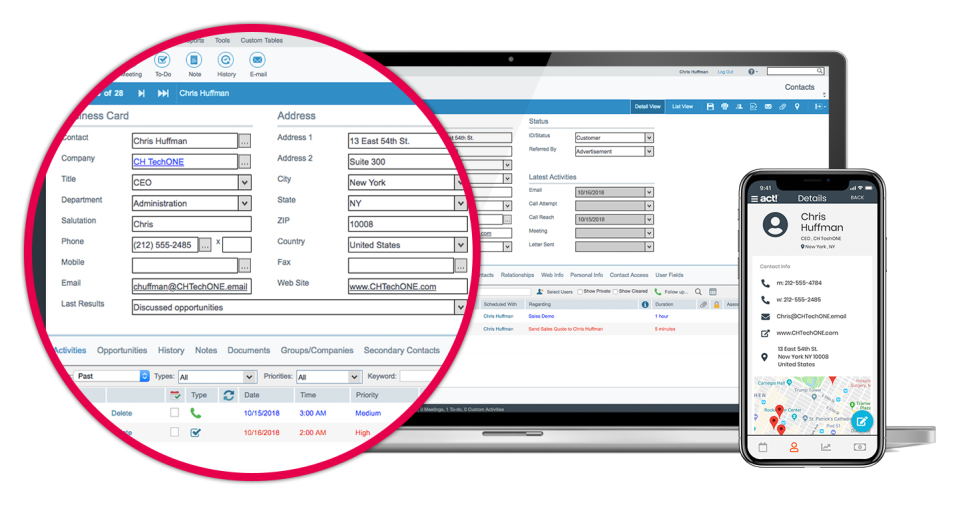 Tools Custom Tables
To-Do Note History E-mail
of 28 Chris Huffman
Card
Address
Contact Chris Huffman
Company CH TechONE
Title CEO
Department Administration
Salutation Chris
Phone (212) 555-2485 x
Mobile
Email chuffman@CHTechONE.email
Last Results Discussed opportunities
Address 1 13 East 54th St.
Address 2 Suite 300
City New York
State NY
ZIP 10008
Country United States
Fax
Web Site www.CHTechONE.com
Activities Opportunities History Notes Documents Groups/Companies Secondary Contacts
Past Types: All Priorities: All Keyword:
Type Date Time Priority
Delete 10/15/2018 3:00 AM Medium
10/16/2018 2:00 AM High
Chris Huffman Log Out
Contacts
Detail View List View
Status
ID/Status Customer
Referred By Advertisement
Latest Activities
Email 10/16/2018
Call Attempt
Call Reach 10/15/2018
Meeting
Letter Sent
Relationships Web Info Personal Info Contact Access User Fields
Select Users Show Private Show Cleared Follow up...
Scheduled With Regarding Duration
Chris Huffman Sales Demo 1 hour
Chris Huffman Send Sales Quote to Chris Huffman 5 minutes
0 Meetings, 1 To-do, 0 Custom Activities
9:41
act! Details BACK
Chris
Huffman
CEO , CH TechONE
New York , NY
Contact Info
m: 212-555-4784
w: 212-555-2485
Chris@CHTechONE.email
www.CHTechONE.com
13 East 54th St.
New York NY 10008
United States
Carnegie Hall
Trump Tower
St. Patrick's Cathedral